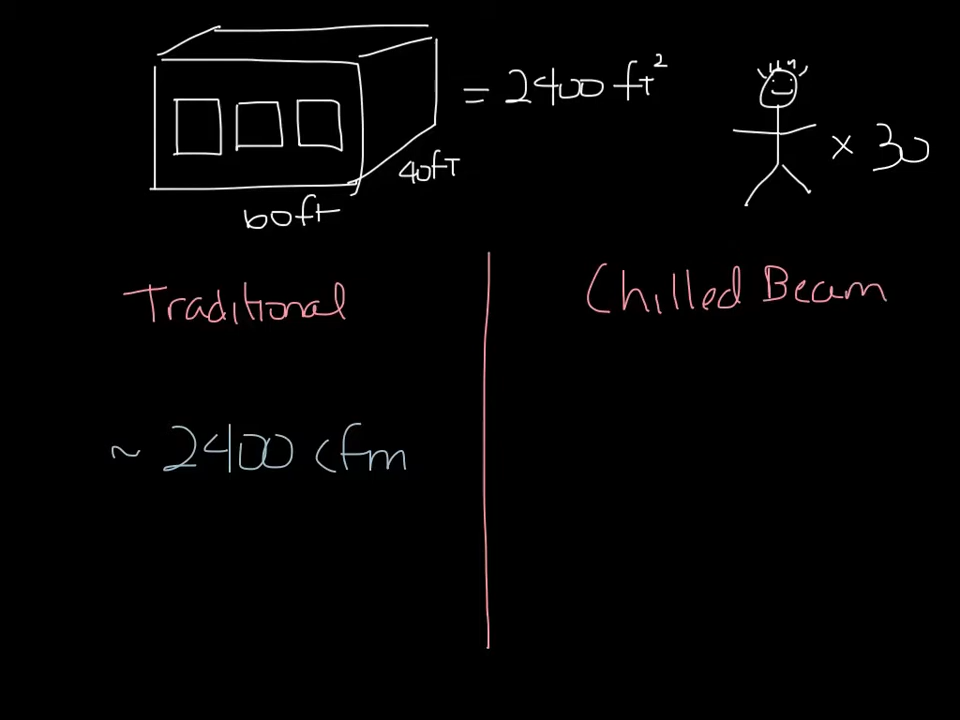 = 2400 ft²
x 30
40FT
60ft
Traditional
Chilled Beam
~ 2400 cfm